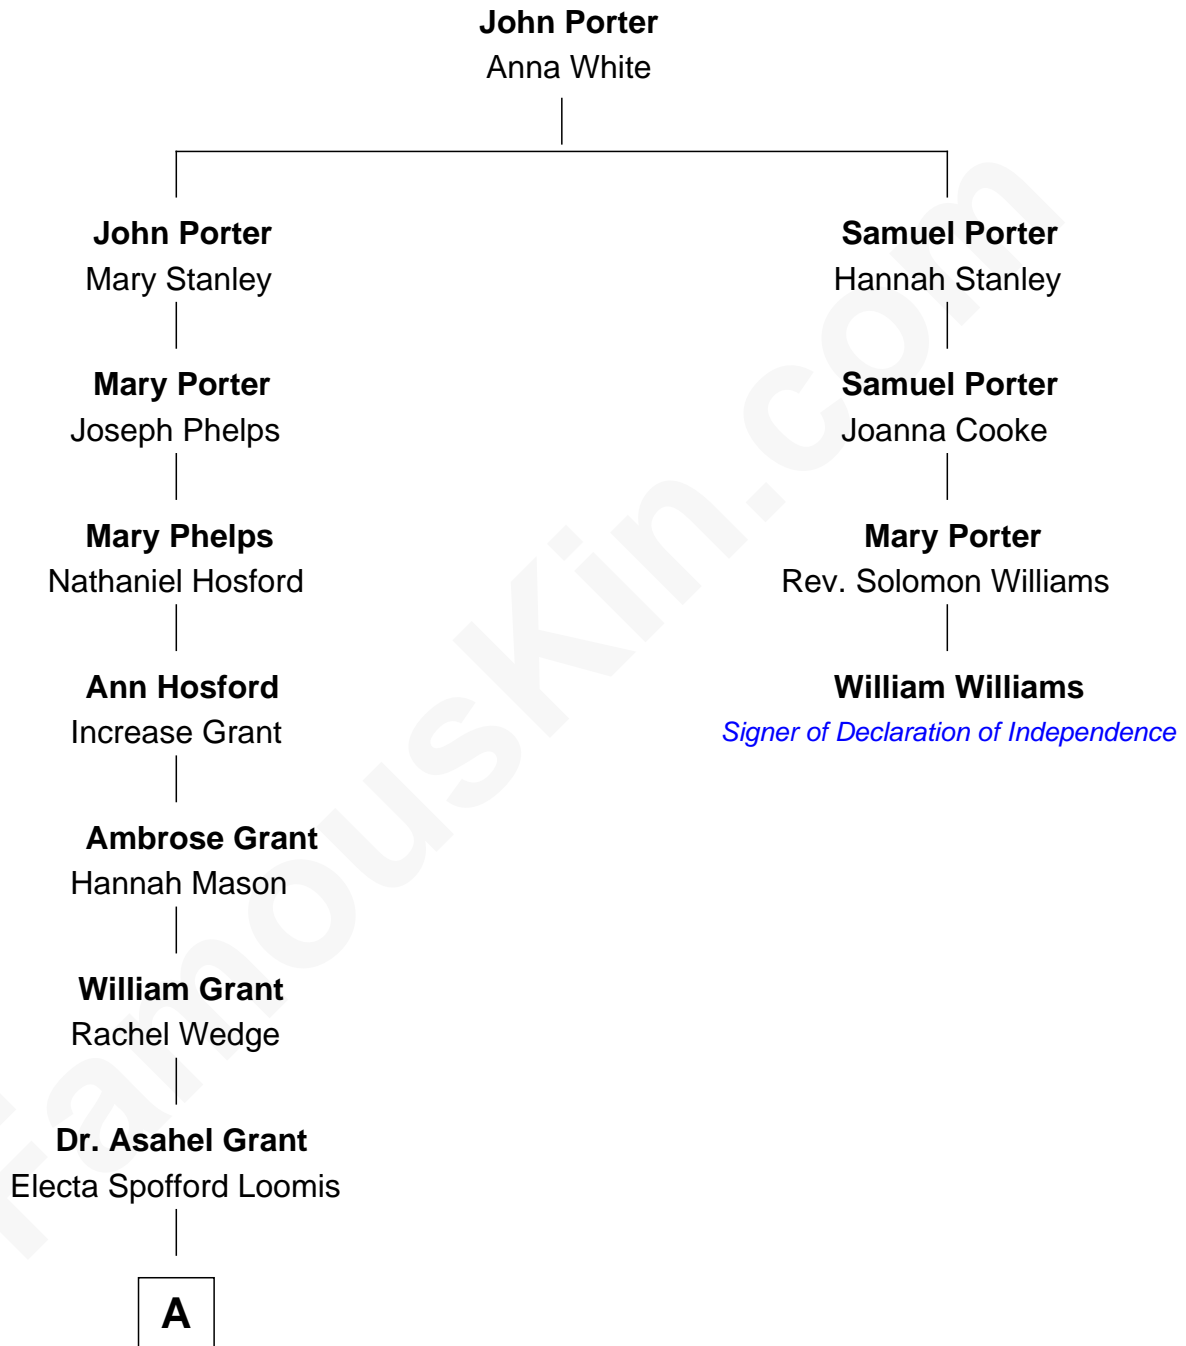 John Porter
Anna White
John Porter
Mary Stanley
Samuel Porter
Hannah Stanley
Mary Porter
Joseph Phelps
Samuel Porter
Joanna Cooke
Mary Phelps
Nathaniel Hosford
Mary Porter
Rev. Solomon Williams
Ann Hosford
Increase Grant
William Williams
Signer of Declaration of Independence
Ambrose Grant
Hannah Mason
William Grant
Rachel Wedge
Dr. Asahel Grant
Electa Spofford Loomis
A
FamousKin.com